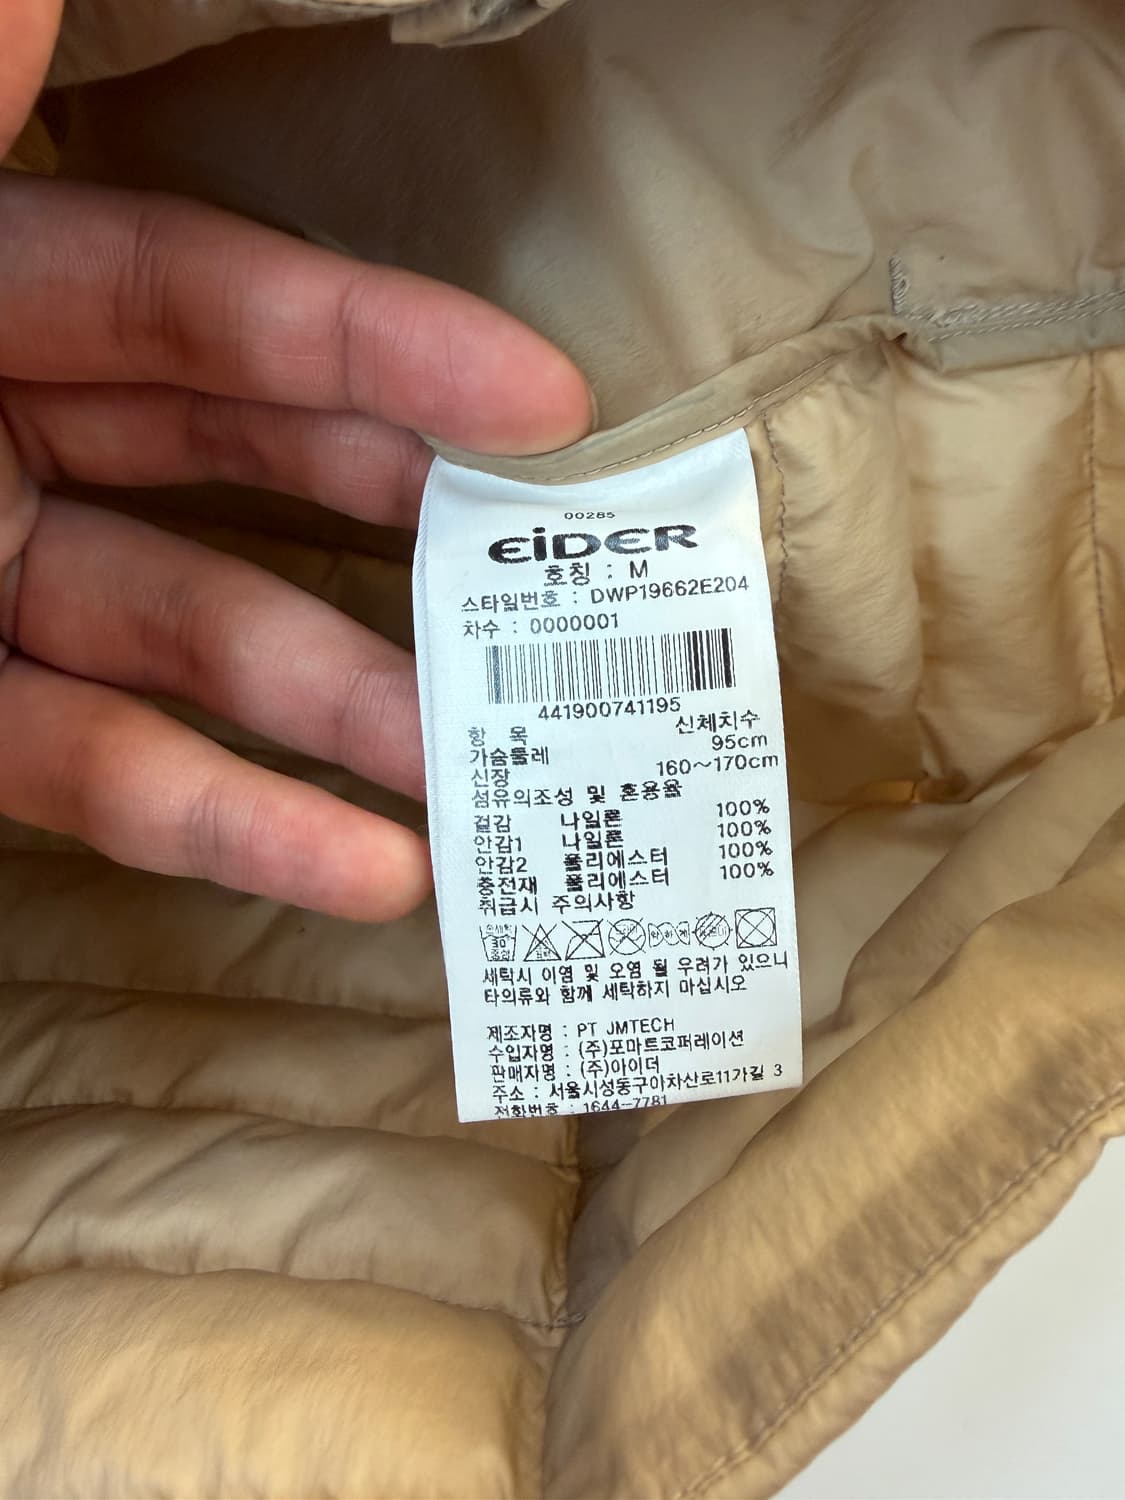 00285
EiDER
호칭 : M
스타일번호 : DWP19662E204
차수 : 0000001
441900741195
항 목 신체치수
가슴둘레 95cm
신장 160~170cm
섬유의조성 및 혼용율
겉감 나일론 100%
안감1 나일론 100%
안감2 폴리에스터 100%
충전재 폴리에스터 100%
취급시 주의사항
30 중성
세탁시 이염 및 오염 될 우려가 있으니
타의류와 함께 세탁하지 마십시오
제조자명 : PT JMTECH
수입자명 : (주)포마트코퍼레이션
판매자명 : (주)아이더
주소 : 서울시성동구아차산로11가길 3
전화번호 : 1644-7781